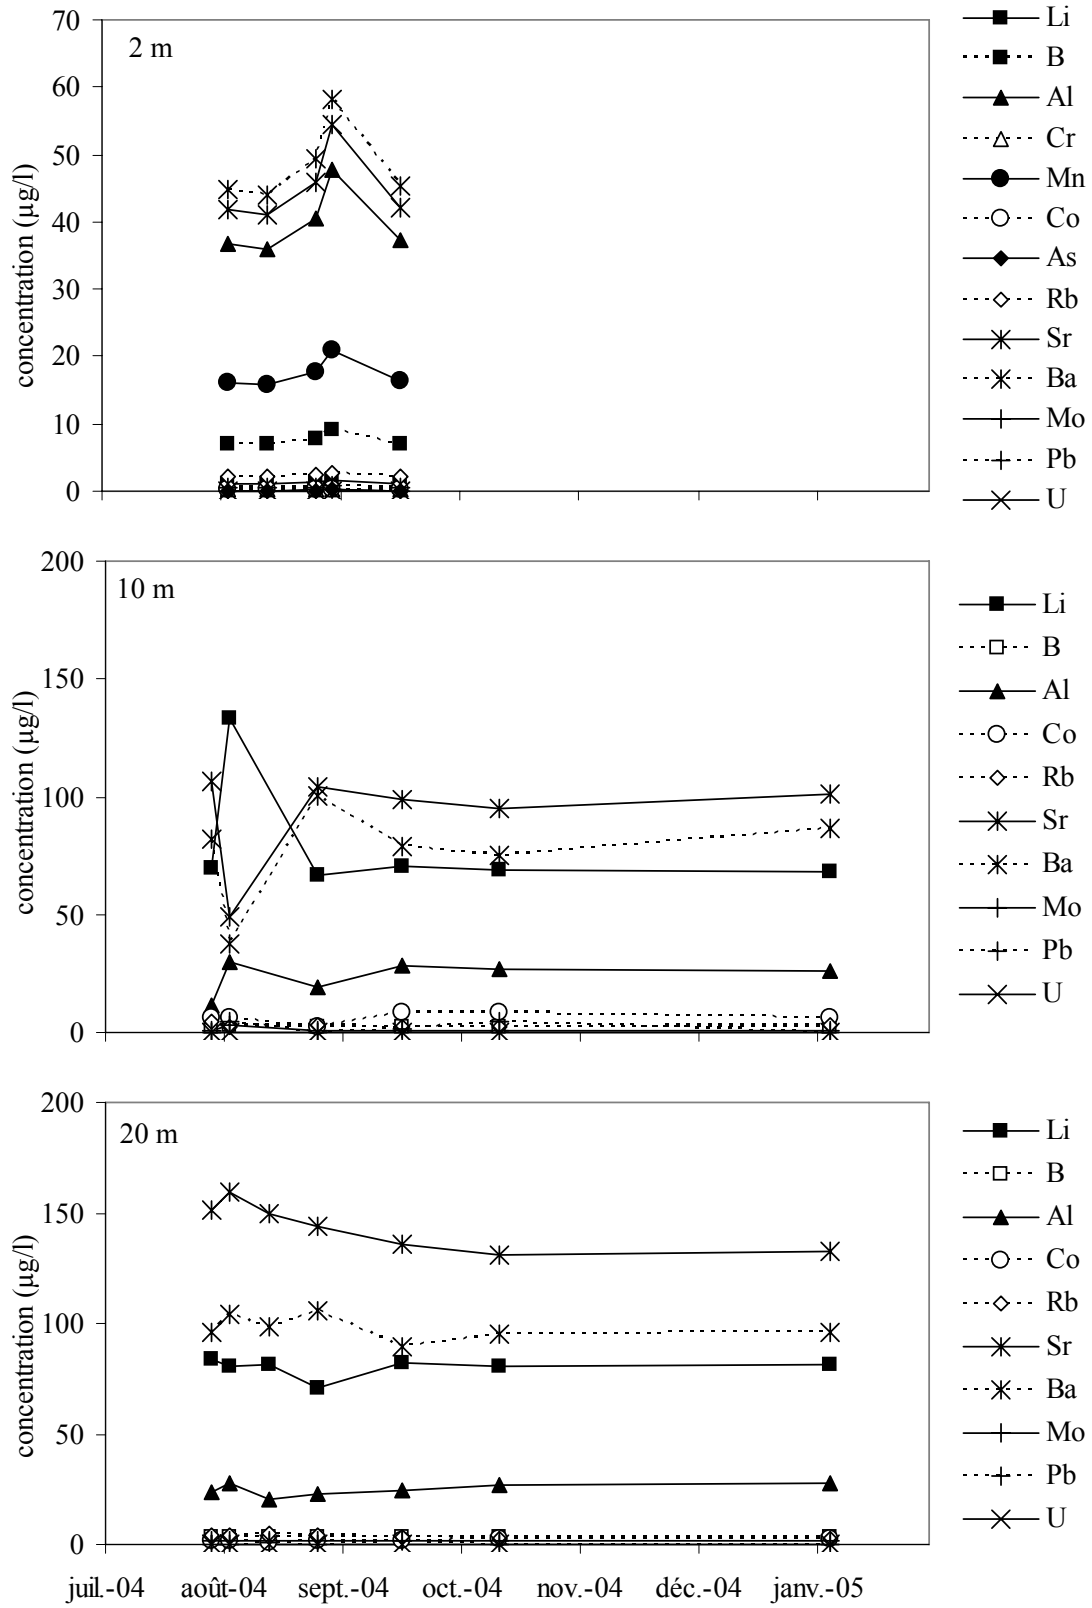 2 m
concentration (µg/l)
70
60
50
40
30
20
10
0
Li
B
Al
Cr
Mn
Co
As
Rb
Sr
Ba
Mo
Pb
U
10 m
concentration (µg/l)
200
150
100
50
0
Li
B
Al
Co
Rb
Sr
Ba
Mo
Pb
U
20 m
concentration (µg/l)
200
150
100
50
0
Li
B
Al
Co
Rb
Sr
Ba
Mo
Pb
U
juil.-04 août-04 sept.-04 oct.-04 nov.-04 déc.-04 janv.-05